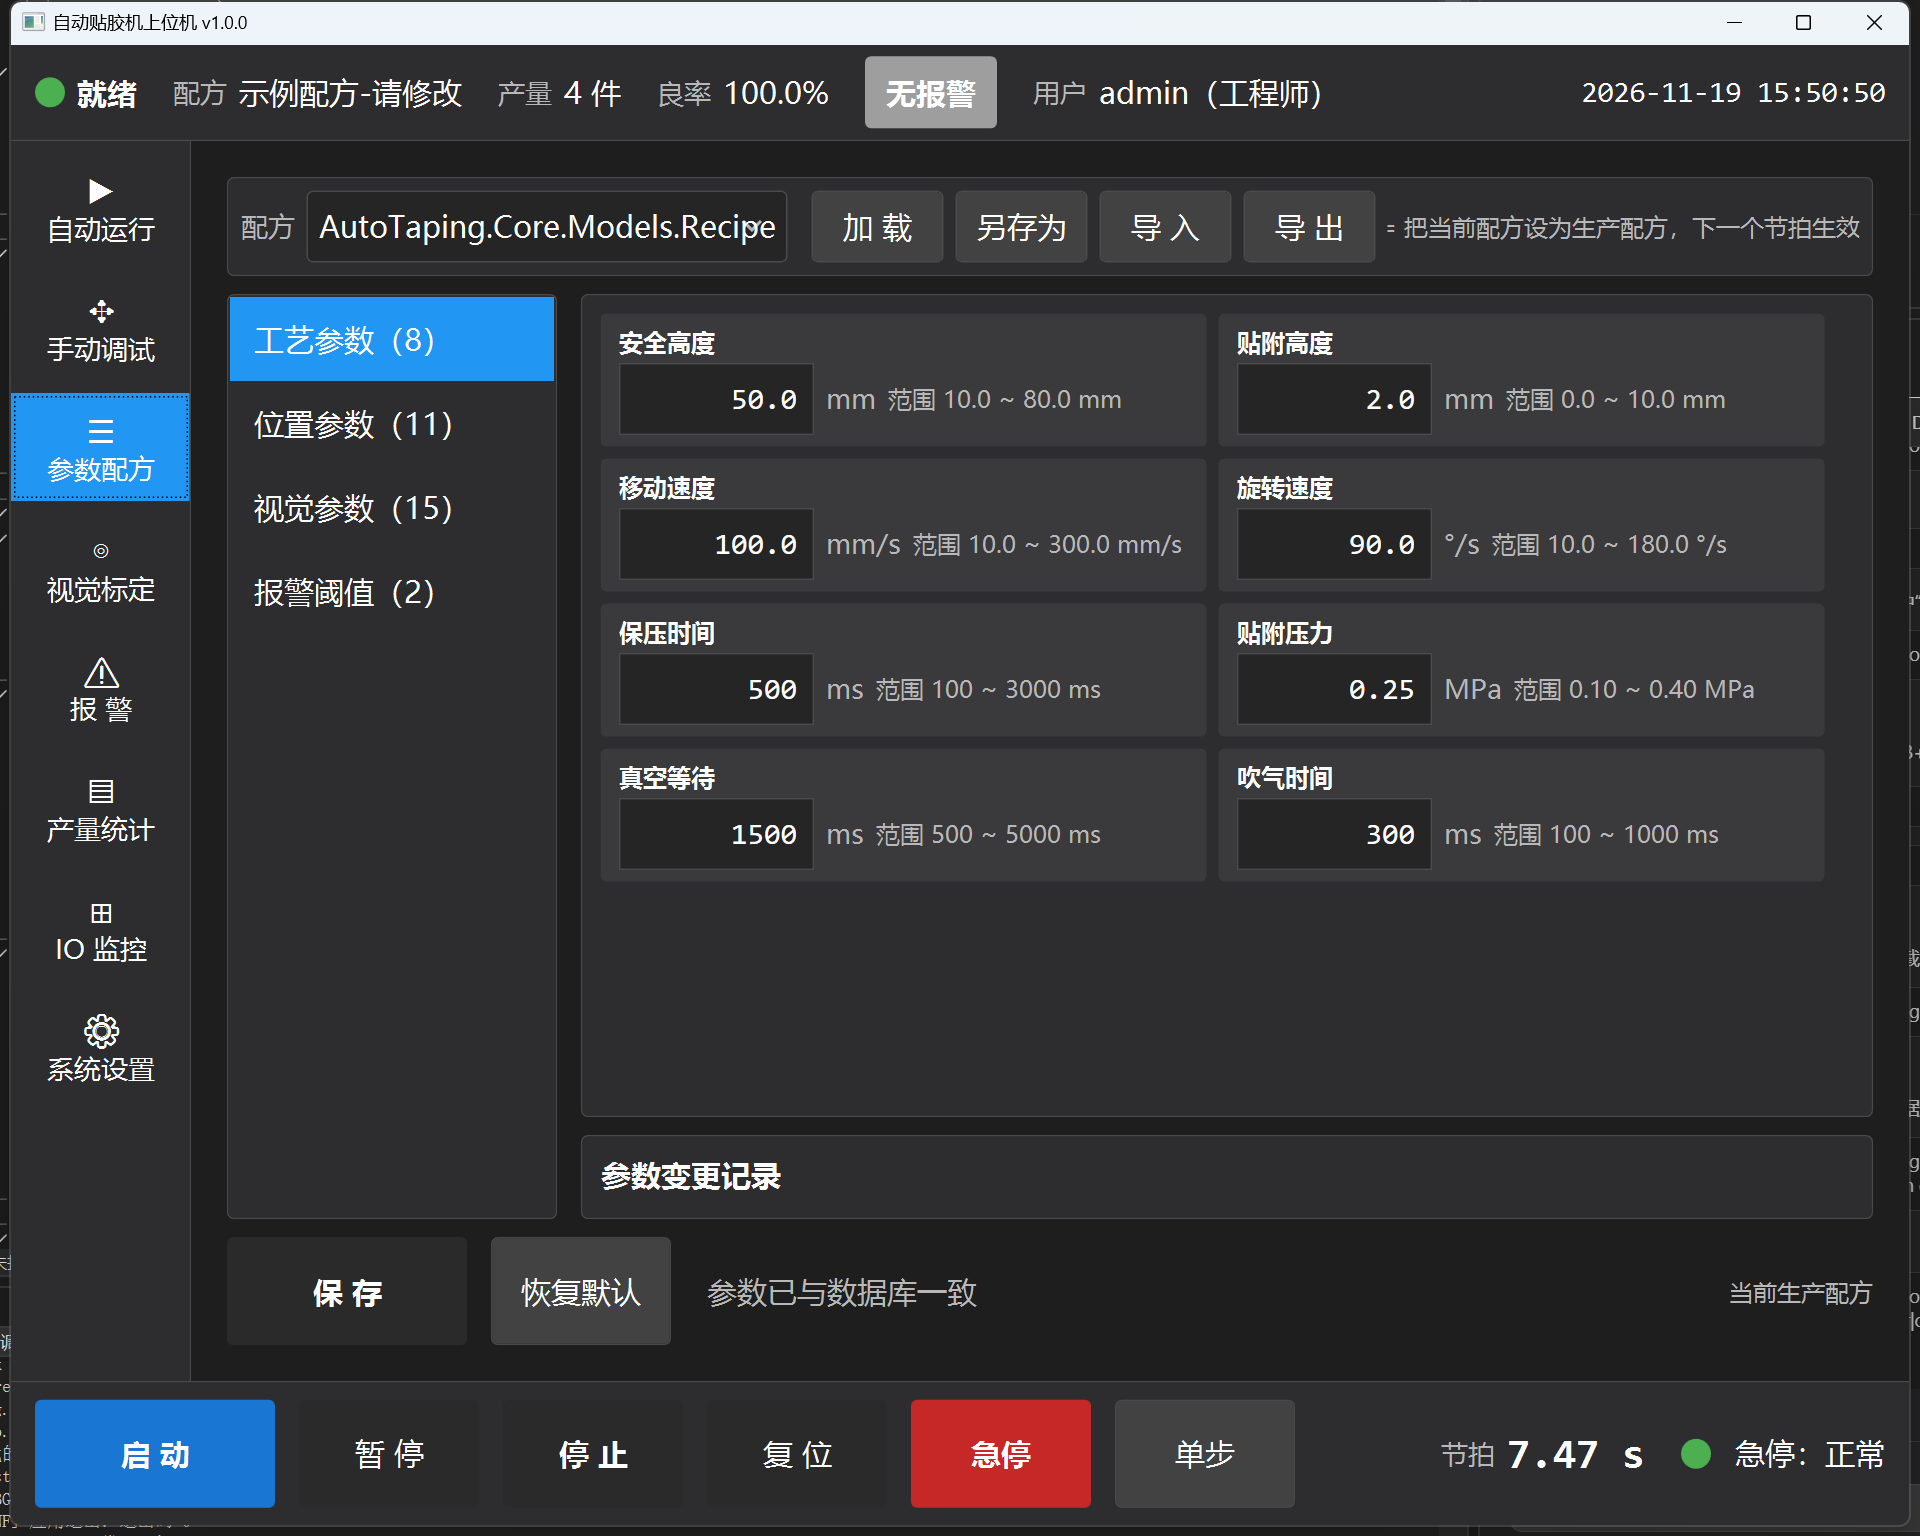 自动贴胶机上位机 v1.0.0
就绪 配方 示例配方-请修改 产量 4 件 良率 100.0% 无报警 用户 admin（工程师） 2026-11-19 15:50:50
自动运行
手动调试
参数配方
视觉标定
报 警
产量统计
IO 监控
系统设置
配方 AutoTaping.Core.Models.Recipe 加 载 另存为 导 入 导 出 = 把当前配方设为生产配方，下一个节拍生效
工艺参数（8）
位置参数（11）
视觉参数（15）
报警阈值（2）
安全高度
50.0 mm 范围 10.0 ~ 80.0 mm
贴附高度
2.0 mm 范围 0.0 ~ 10.0 mm
移动速度
100.0 mm/s 范围 10.0 ~ 300.0 mm/s
旋转速度
90.0 °/s 范围 10.0 ~ 180.0 °/s
保压时间
500 ms 范围 100 ~ 3000 ms
贴附压力
0.25 MPa 范围 0.10 ~ 0.40 MPa
真空等待
1500 ms 范围 500 ~ 5000 ms
吹气时间
300 ms 范围 100 ~ 1000 ms
参数变更记录
保 存 恢复默认 参数已与数据库一致 当前生产配方
启 动 暂 停 停 止 复 位 急停 单步 节拍 7.47 s 急停：正常